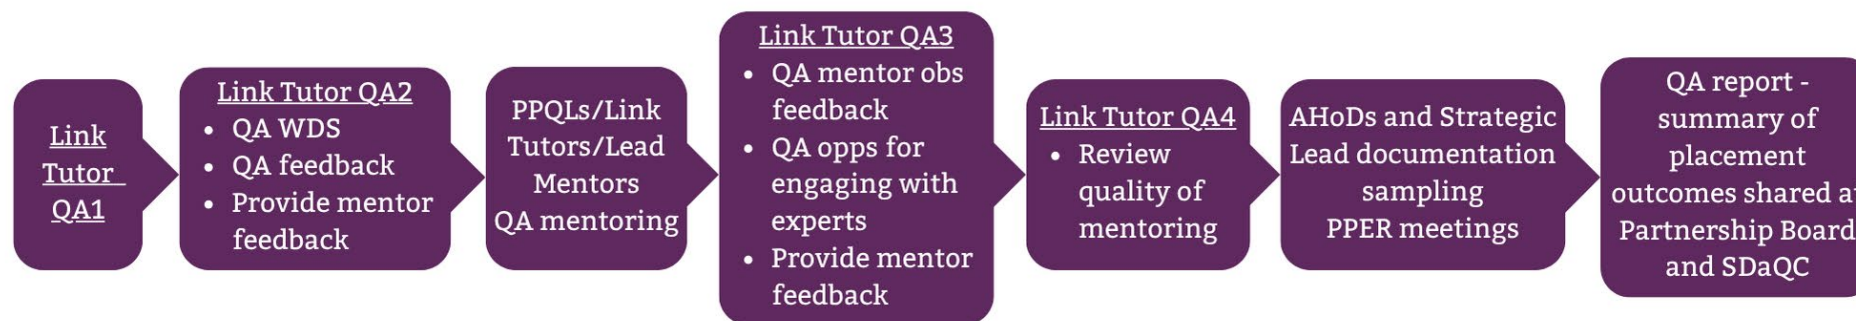 Link
Tutor
QA1
Link Tutor QA2
• QA WDS
• QA feedback
• Provide mentor
feedback
PPQLs/Link
Tutors/Lead
Mentors
QA mentoring
Link Tutor QA3
• QA mentor obs
feedback
• QA opps for
engaging with
experts
• Provide mentor
feedback
Link Tutor QA4
• Review
quality of
mentoring
AHoDs and Strategic
Lead documentation
sampling
PPER meetings
QA report -
summary of
placement
outcomes shared at
Partnership Board
and SDaQC